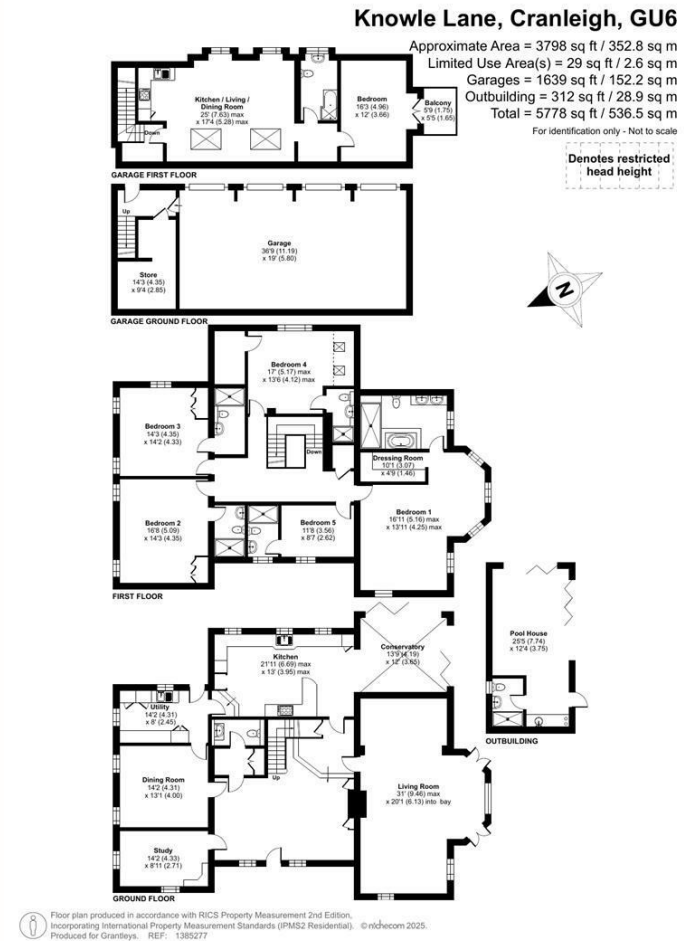 Knowle Lane, Cranleigh, GU6
Approximate Area = 3798 sq ft / 352.8 sq m
Limited Use Area(s) = 29 sq ft / 2.6 sq m
Garages = 1639 sq ft / 152.2 sq m
Outbuilding = 312 sq ft / 28.9 sq m
Total = 5778 sq ft / 536.5 sq m
For identification only - Not to scale
Denotes restricted
head height
Kitchen / Living /
Dining Room
25' (7.63) max
x 17'4 (5.28) max
Bedroom
16'3 (4.96)
x 12' (3.66)
Balcony
5'9 (1.75)
x 5'5 (1.65)
Down
GARAGE FIRST FLOOR
Up
Garage
36'9 (11.19)
x 19' (5.80)
Store
14'3 (4.35)
x 9'4 (2.85)
GARAGE GROUND FLOOR
N
Bedroom 4
17' (5.17) max
x 13'6 (4.12) max
Bedroom 3
14'3 (4.35)
x 14'2 (4.33)
Down
Dressing Room
10'1 (3.07)
x 4'9 (1.46)
Bedroom 1
16'11 (5.16) max
x 13'11 (4.25) max
Bedroom 2
16'8 (5.09)
x 14'3 (4.35)
Bedroom 5
11'8 (3.56)
x 8'7 (2.62)
FIRST FLOOR
Pool House
25'5 (7.74)
x 12'4 (3.75)
OUTBUILDING
Kitchen
21'11 (6.69) max
x 13' (3.95) max
Conservatory
13'9 (4.19)
x 12' (3.65)
Utility
14'2 (4.31)
x 8' (2.45)
Up
Dining Room
14'2 (4.31)
x 13'1 (4.00)
Living Room
31' (9.46) max
x 20'1 (6.13) into bay
Study
14'2 (4.33)
x 8'11 (2.71)
GROUND FLOOR
Floor plan produced in accordance with RICS Property Measurement 2nd Edition,
Incorporating International Property Measurement Standards (IPMS2 Residential). © nichecom 2025.
Produced for Grantleys. REF: 1385277